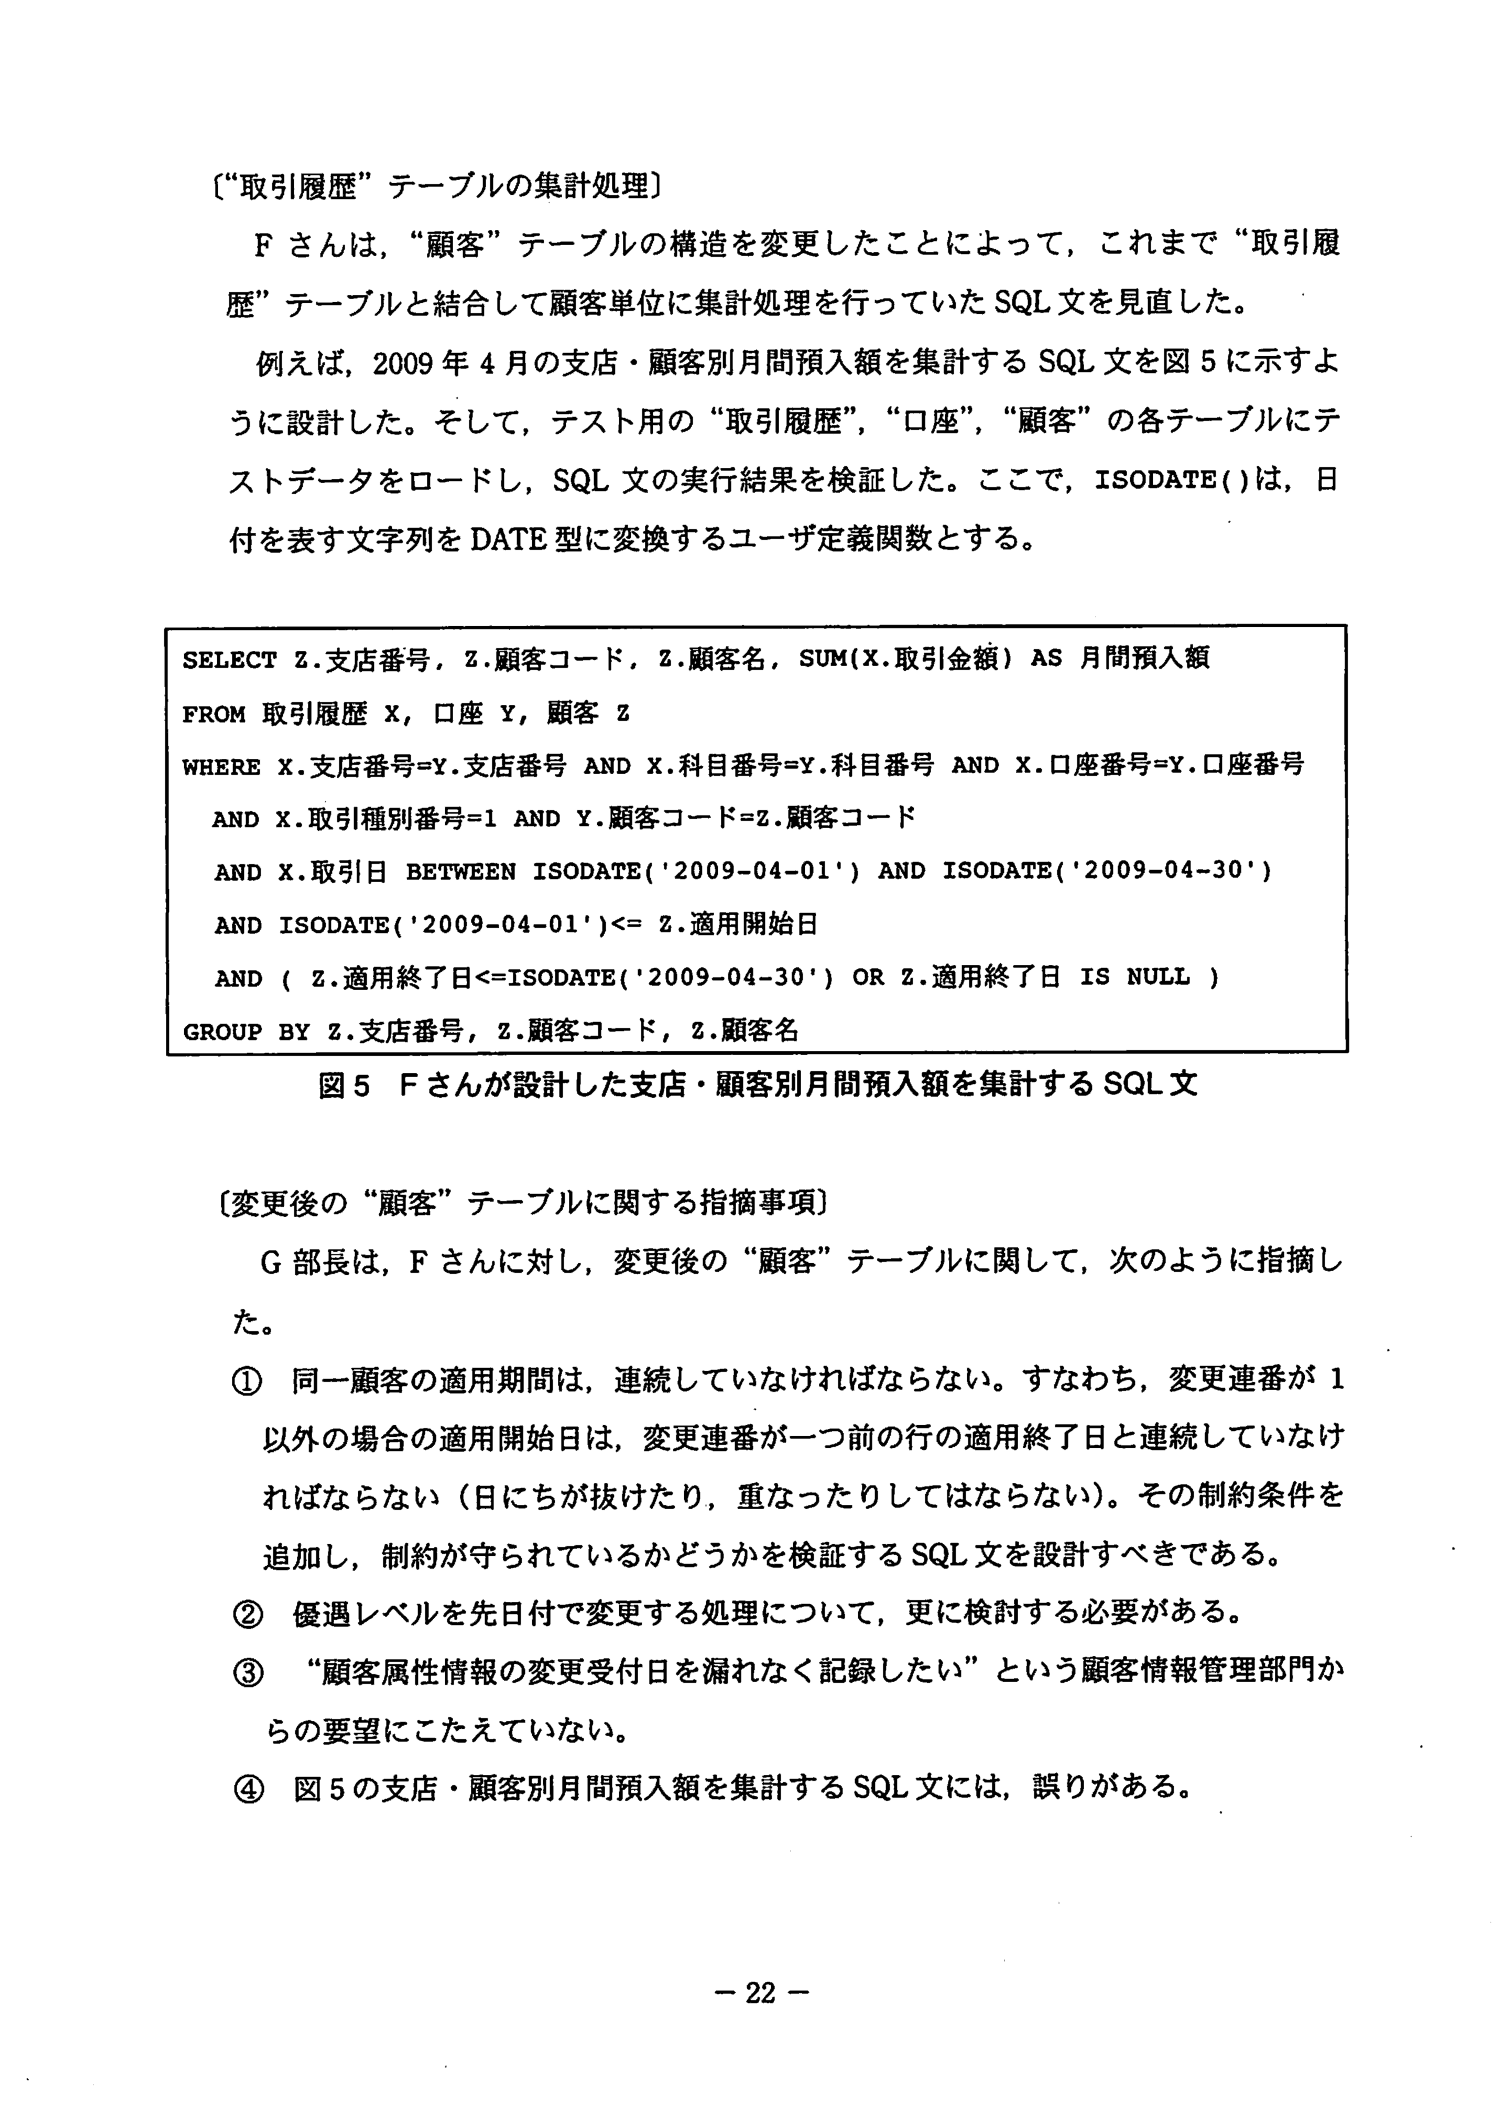 〔“取引履歴” テーブルの集計処理〕
F さんは，“顧客” テーブルの構造を変更したことによって，これまで “取引履
歴” テーブルと結合して顧客単位に集計処理を行っていた SQL 文を見直した。
例えば，2009 年 4 月の支店・顧客別月間預入額を集計する SQL 文を図 5 に示すよ
うに設計した。そして，テスト用の “取引履歴”，“口座”，“顧客” の各テーブルにテ
ストデータをロードし，SQL 文の実行結果を検証した。ここで，ISODATE()は，日
付を表す文字列を DATE 型に変換するユーザ定義関数とする。
SELECT Z.支店番号, Z.顧客コード, Z.顧客名, SUM(X.取引金額) AS 月間預入額
FROM 取引履歴 X, 口座 Y, 顧客 Z
WHERE X.支店番号=Y.支店番号 AND X.科目番号=Y.科目番号 AND X.口座番号=Y.口座番号
AND X.取引種別番号=1 AND Y.顧客コード=Z.顧客コード
AND X.取引日 BETWEEN ISODATE('2009-04-01') AND ISODATE('2009-04-30')
AND ISODATE('2009-04-01')<= Z.適用開始日
AND ( Z.適用終了日<=ISODATE('2009-04-30') OR Z.適用終了日 IS NULL )
GROUP BY Z.支店番号, Z.顧客コード, Z.顧客名
図 5 F さんが設計した支店・顧客別月間預入額を集計する SQL 文
〔変更後の “顧客” テーブルに関する指摘事項〕
G 部長は，F さんに対し，変更後の “顧客” テーブルに関して，次のように指摘し
た。
① 同一顧客の適用期間は，連続していなければならない。すなわち，変更連番が 1
以外の場合の適用開始日は，変更連番が一つ前の行の適用終了日と連続していなけ
ればならない（日にちが抜けたり，重なったりしてはならない）。その制約条件を
追加し，制約が守られているかどうかを検証する SQL 文を設計すべきである。
② 優遇レベルを先日付で変更する処理について，更に検討する必要がある。
③ “顧客属性情報の変更受付日を漏れなく記録したい” という顧客情報管理部門か
らの要望にこたえていない。
④ 図 5 の支店・顧客別月間預入額を集計する SQL 文には，誤りがある。
－ 22 －